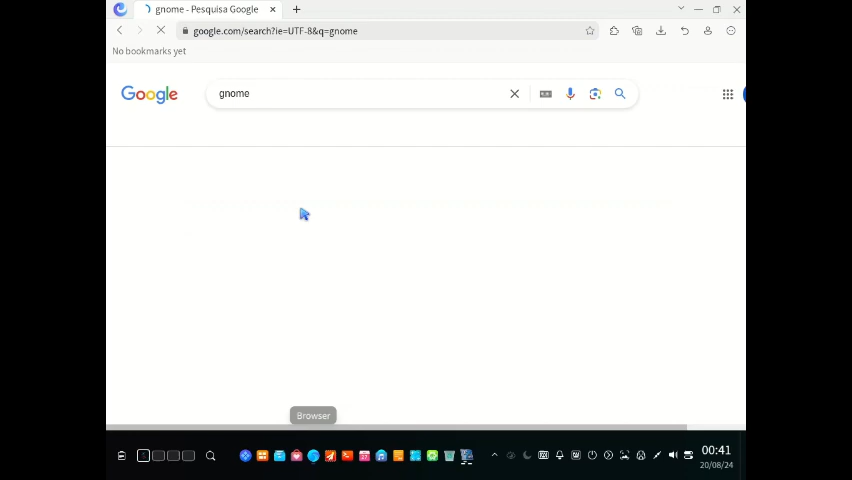 gnome - Pesquisa Google
google.com/search?ie=UTF-8&q=gnome
No bookmarks yet
Google
gnome
Browser
00:41
20/08/24